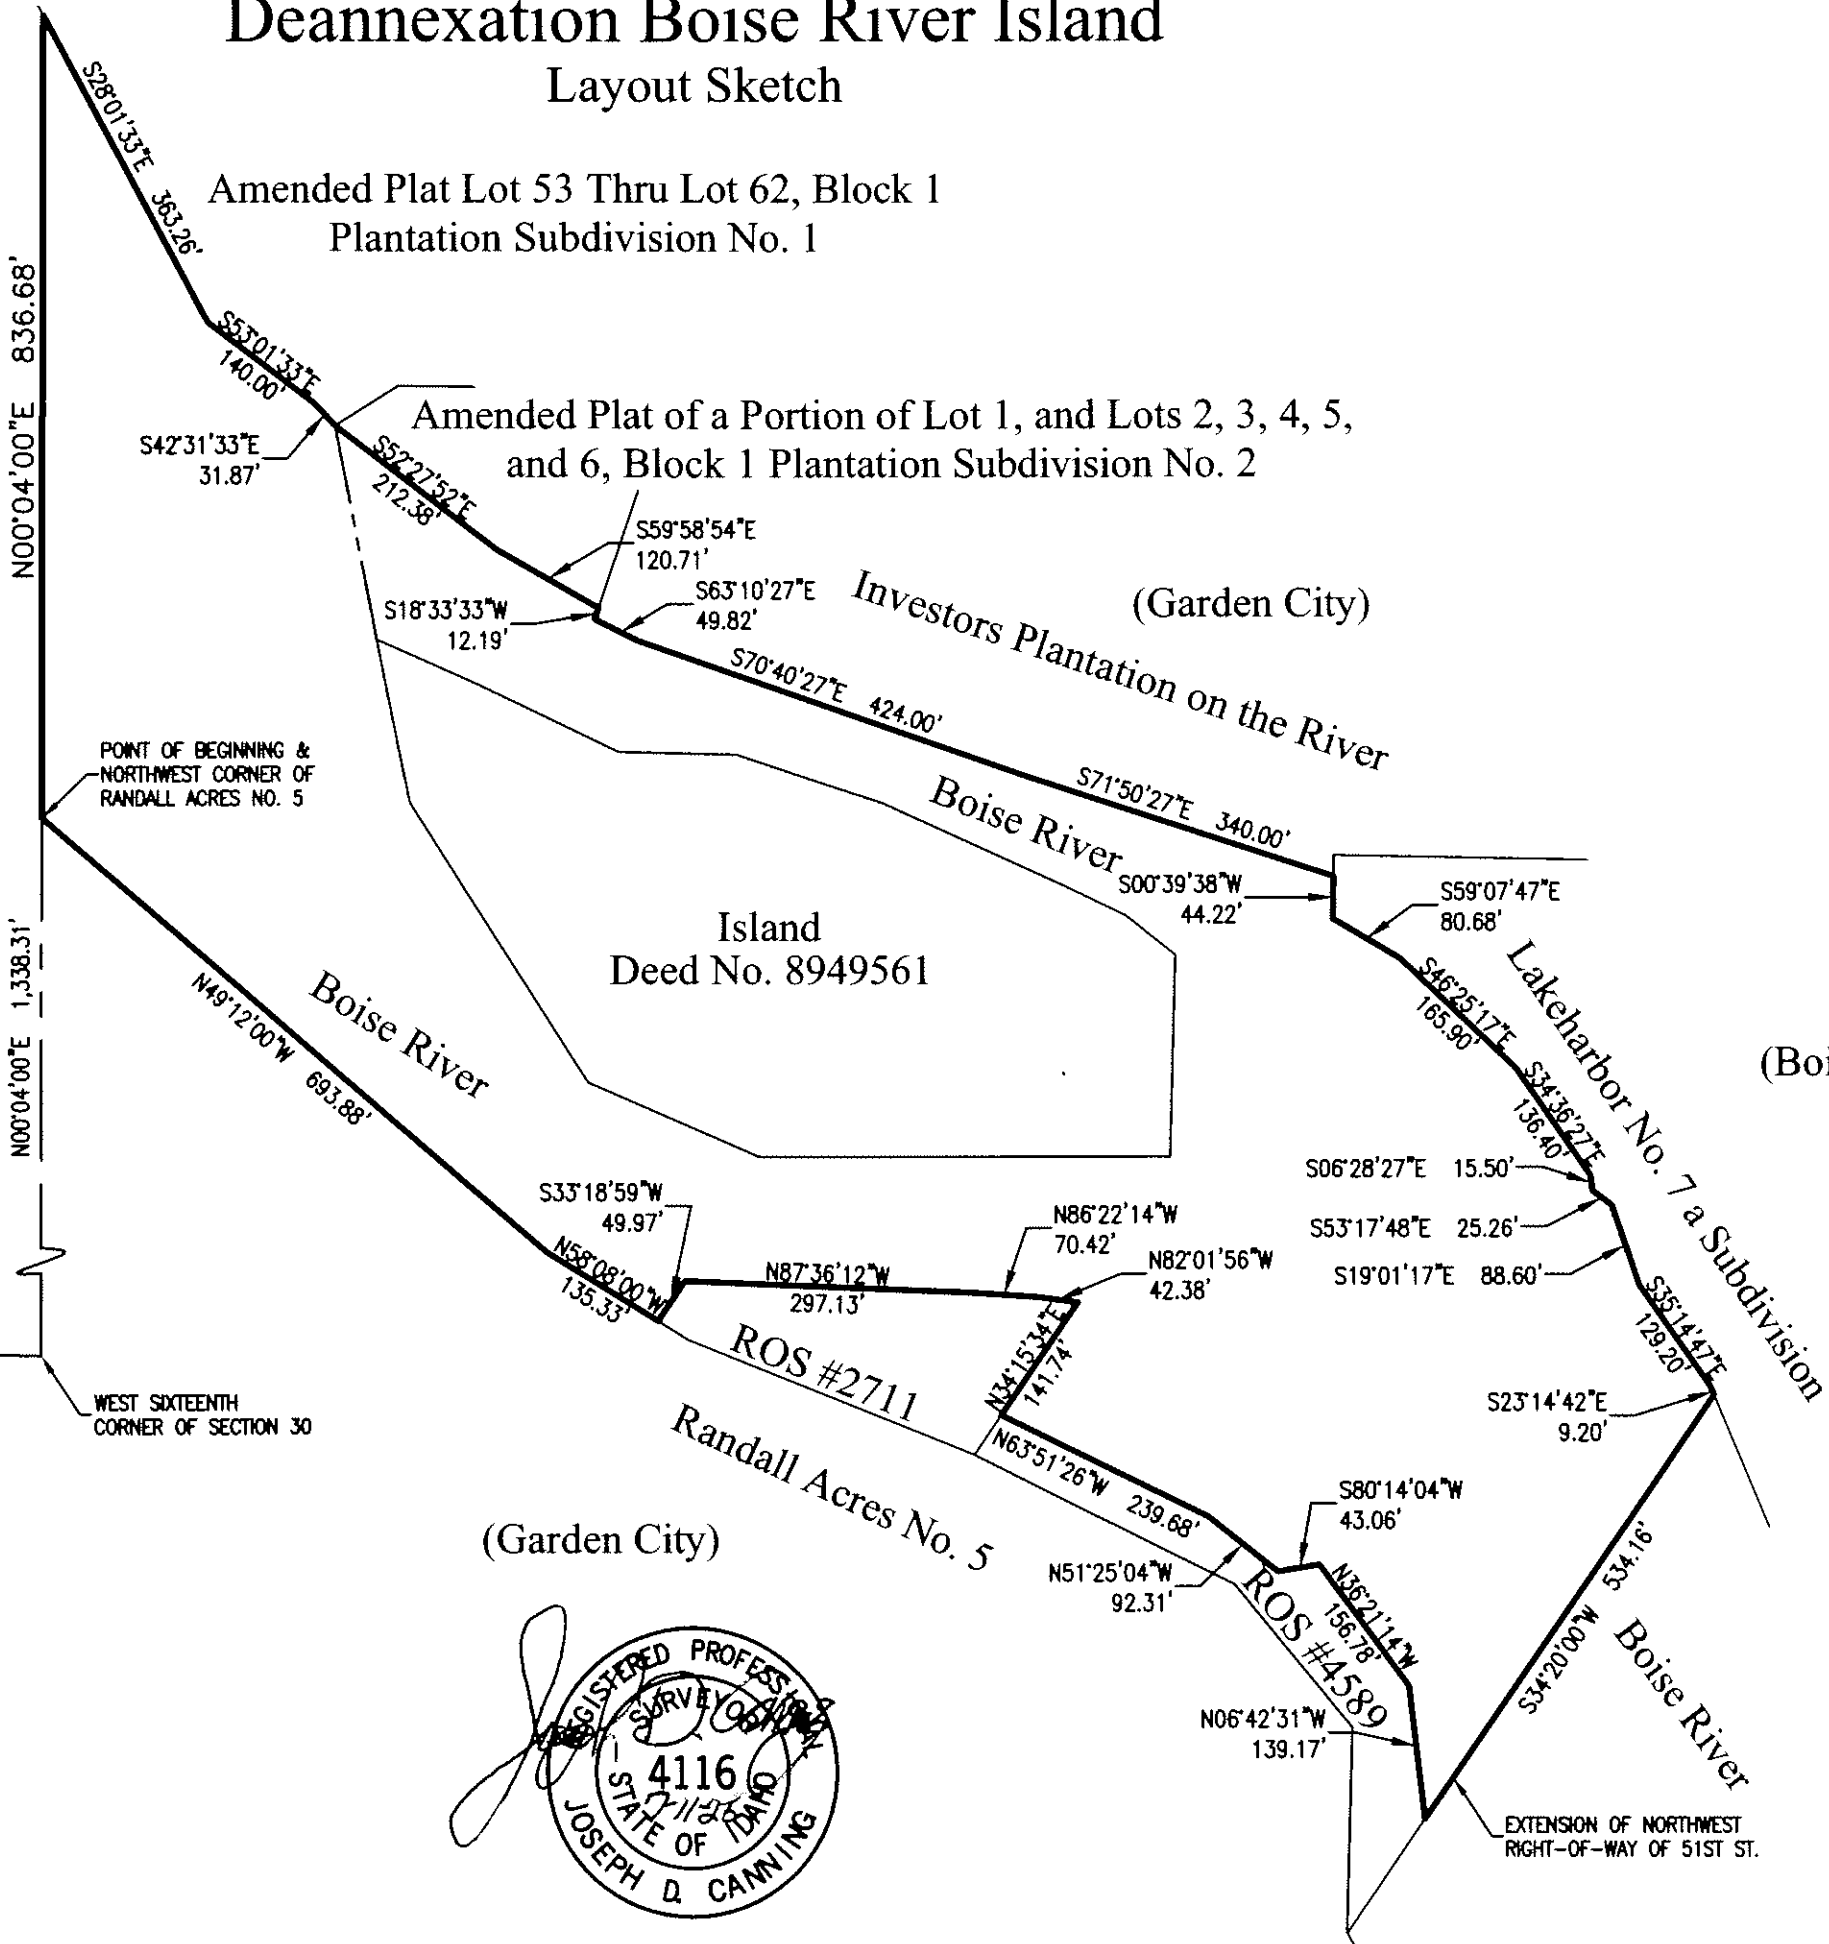 Deannexation Boise River Island
Layout Sketch
Amended Plat Lot 53 Thru Lot 62, Block 1
Plantation Subdivision No. 1
S28°01'33"E 363.26'
N00°04'00"E 836.68'
S53°01'33"E
140.00'
S42°31'33"E
31.87'
Amended Plat of a Portion of Lot 1, and Lots 2, 3, 4, 5,
and 6, Block 1 Plantation Subdivision No. 2
S52°27'52"E
212.38'
S59°58'54"E
120.71'
S18°33'33"W
12.19'
S63°10'27"E
49.82'
Investors Plantation on the River
(Garden City)
S70°40'27"E 424.00'
S71°50'27"E 340.00'
POINT OF BEGINNING &
NORTHWEST CORNER OF
RANDALL ACRES NO. 5
Boise River
S00°39'38"W
44.22'
S59°07'47"E
80.68'
Island
Deed No. 8949561
N00°04'00"E 1,338.31'
N49°12'00"W 693.88'
Boise River
S46°25'17"E
165.90'
Lakeharbor No. 7 a Subdivision
(Boi
S34°36'27"E
136.40'
S06°28'27"E 15.50'
S53°17'48"E 25.26'
S19°01'17"E 88.60'
S35°14'47"E
129.20'
S23°14'42"E
9.20'
S33°18'59"W
49.97'
N58°08'00"W
135.33'
N87°36'12"W
297.13'
N86°22'14"W
70.42'
N82°01'56"W
42.38'
N34°15'34"E
141.74'
ROS #2711
Randall Acres No. 5
WEST SIXTEENTH
CORNER OF SECTION 30
N63°51'26"W 239.68'
S80°14'04"W
43.06'
(Garden City)
N51°25'04"W
92.31'
ROS #4589
N36°21'14"W
156.78'
S34°20'00"W 534.16'
Boise River
N06°42'31"W
139.17'
EXTENSION OF NORTHWEST
RIGHT-OF-WAY OF 51ST ST.
REGISTERED PROFESSIONAL
SURVEYOR
4116
STATE OF IDAHO
JOSEPH D. CANNING